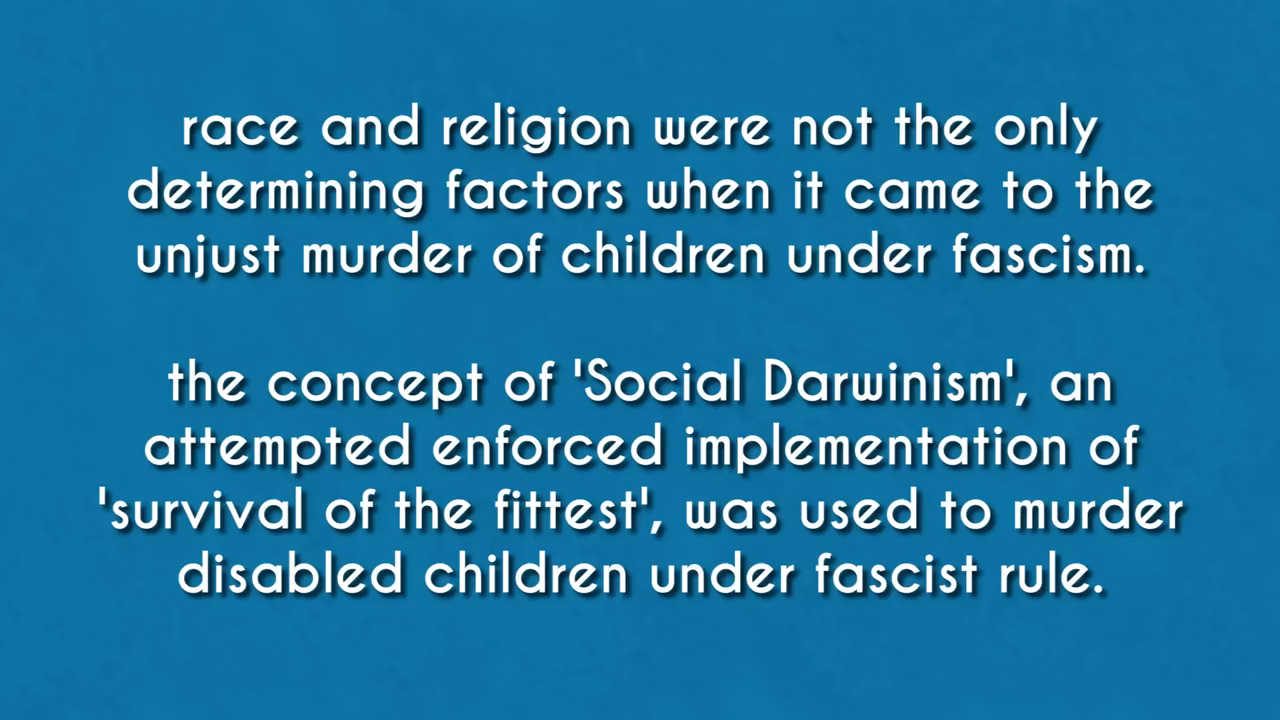 race and religion were not the only
determining factors when it came to the
unjust murder of children under fascism.
the concept of 'Social Darwinism', an
attempted enforced implementation of
'survival of the fittest', was used to murder
disabled children under fascist rule.